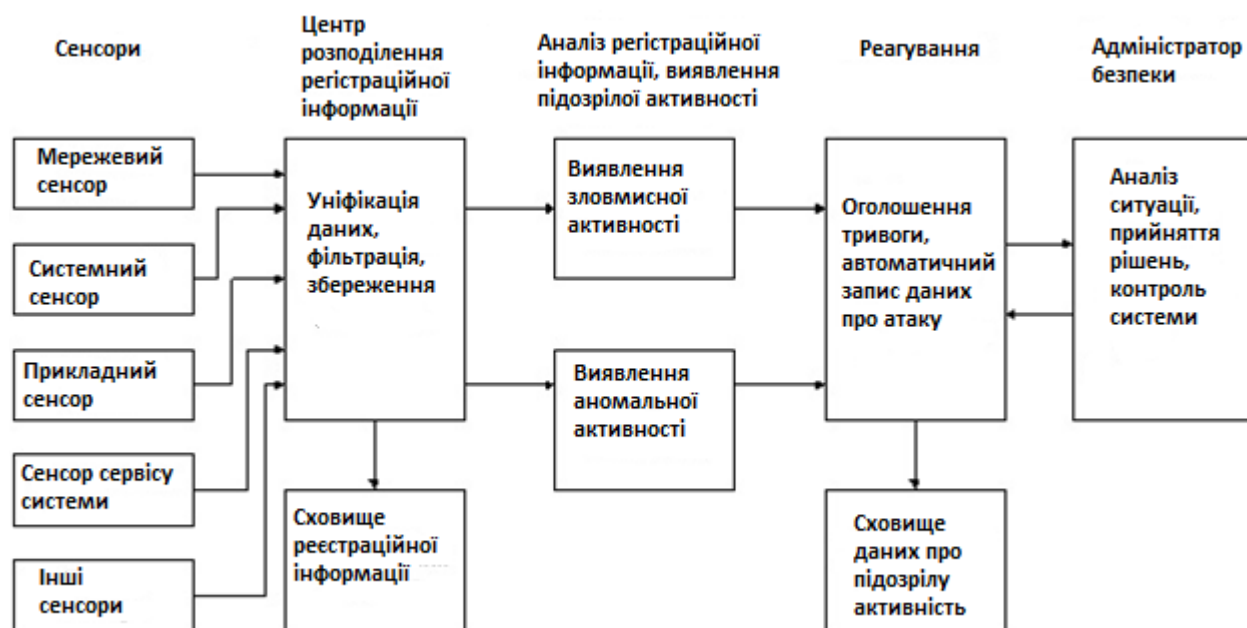 Сенсори
Центр
розподілення
регістраційної
інформації
Аналіз регістраційної
інформації, виявлення
підозрілої активності
Реагування
Адміністратор
безпеки
Мережевий
сенсор
Системний
сенсор
Прикладний
сенсор
Сенсор сервісу
системи
Інші
сенсори
Уніфікація
даних,
фільтрація,
збереження
Сховище
реєстраційної
інформації
Виявлення
зловмисної
активності
Виявлення
аномальної
активності
Оголошення
тривоги,
автоматичний
запис даних
про атаку
Сховище
даних про
підозрілу
активність
Аналіз
ситуації,
прийняття
рішень,
контроль
системи